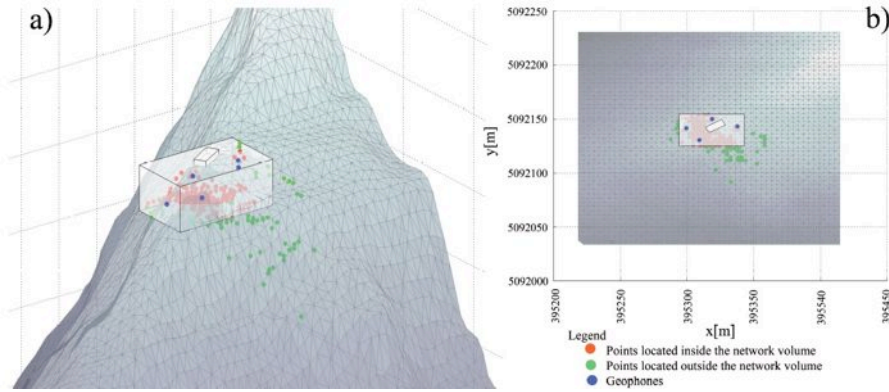 a)
b)
5092250
5092200
5092150
5092100
5092050
5092000
y[m]
395200
395250
395300
395350
395540
395450
x[m]
Legend
Points located inside the network volume
Points located outside the network volume
Geophones